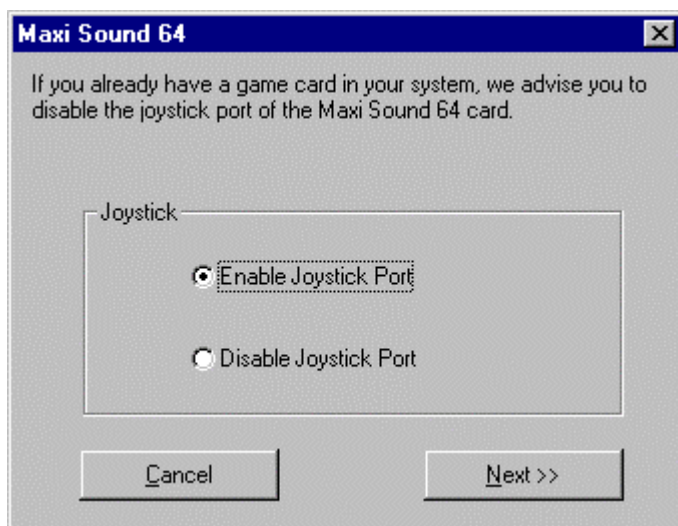 Maxi Sound 64
If you already have a game card in your system, we advise you to
disable the joystick port of the Maxi Sound 64 card.
Joystick
Enable Joystick Port
Disable Joystick Port
Cancel
Next >>